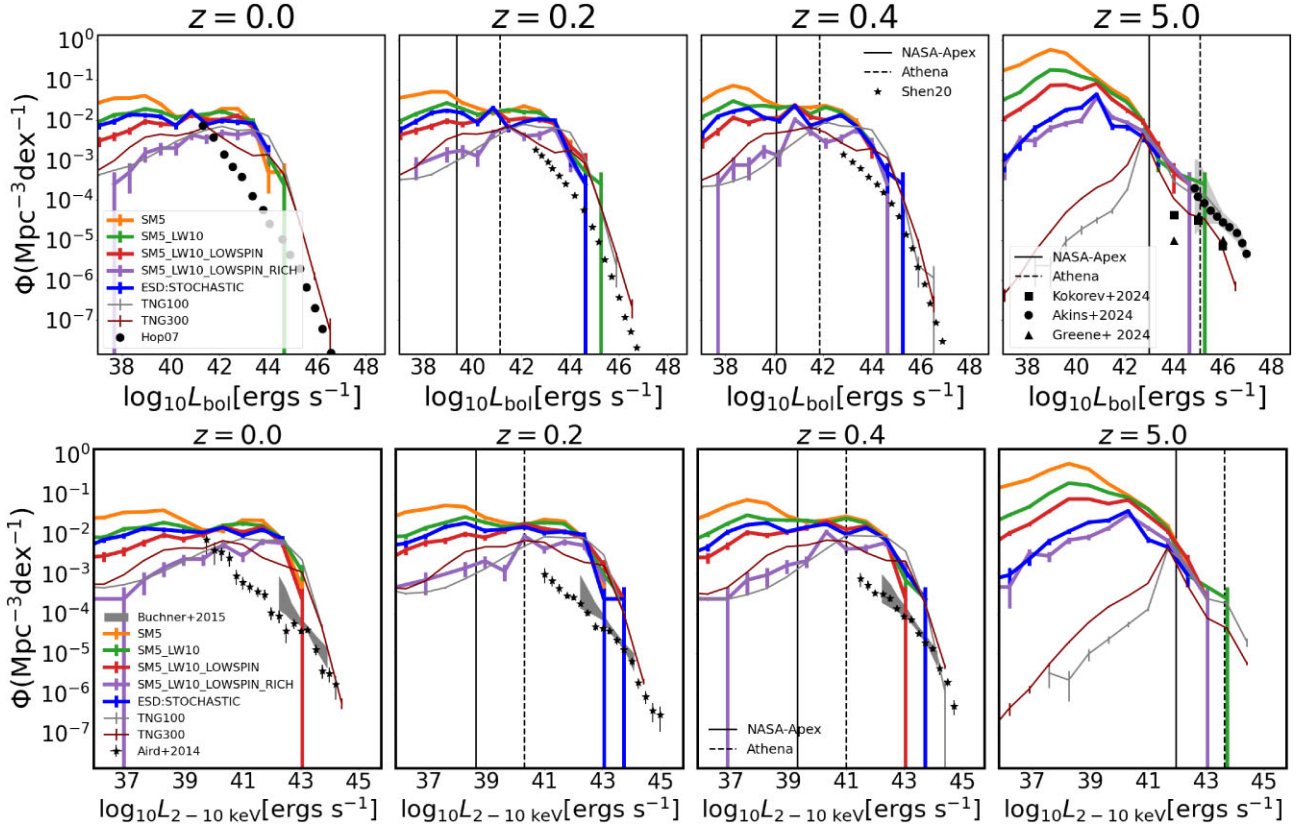 z = 0.0
z = 0.2
z = 0.4
z = 5.0
Φ(Mpc⁻³dex⁻¹)
10⁰
10⁻¹
10⁻²
10⁻³
10⁻⁴
10⁻⁵
10⁻⁶
10⁻⁷
SM5
SM5_LW10
SM5_LW10_LOWSPIN
SM5_LW10_LOWSPIN_RICH
ESD:STOCHASTIC
TNG100
TNG300
Hop07
NASA-Apex
Athena
Shen20
NASA-Apex
Athena
Kokorev+2024
Akins+2024
Greene+ 2024
38 40 42 44 46 48
38 40 42 44 46 48
38 40 42 44 46 48
38 40 42 44 46 48
log₁₀L_bol[ergs s⁻¹]
log₁₀L_bol[ergs s⁻¹]
log₁₀L_bol[ergs s⁻¹]
log₁₀L_bol[ergs s⁻¹]
z = 0.0
z = 0.2
z = 0.4
z = 5.0
Φ(Mpc⁻³dex⁻¹)
10⁰
10⁻¹
10⁻²
10⁻³
10⁻⁴
10⁻⁵
10⁻⁶
10⁻⁷
Buchner+2015
SM5
SM5_LW10
SM5_LW10_LOWSPIN
SM5_LW10_LOWSPIN_RICH
ESD:STOCHASTIC
TNG100
TNG300
Aird+2014
NASA-Apex
Athena
37 39 41 43 45
37 39 41 43 45
37 39 41 43 45
37 39 41 43 45
log₁₀L₂ ₋ ₁₀ keV[ergs s⁻¹]
log₁₀L₂ ₋ ₁₀ keV[ergs s⁻¹]
log₁₀L₂ ₋ ₁₀ keV[ergs s⁻¹]
log₁₀L₂ ₋ ₁₀ keV[ergs s⁻¹]